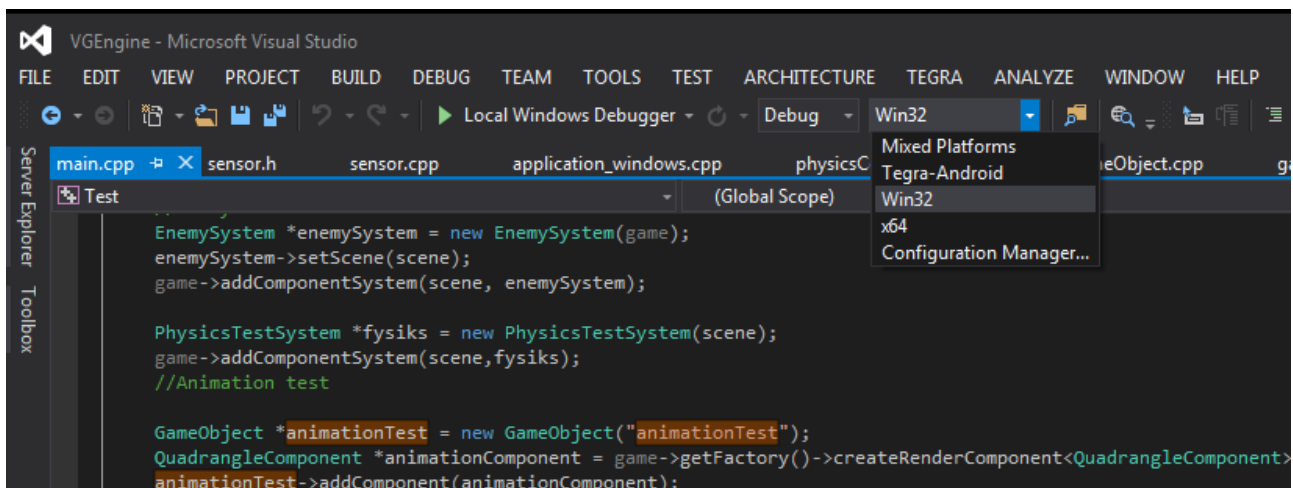 VGEngine - Microsoft Visual Studio
FILE EDIT VIEW PROJECT BUILD DEBUG TEAM TOOLS TEST ARCHITECTURE TEGRA ANALYZE WINDOW HELP
Local Windows Debugger Debug Win32
Mixed Platforms
Tegra-Android
Win32
x64
Configuration Manager...
Server Explorer
Toolbox
main.cpp sensor.h sensor.cpp application_windows.cpp physicsC eObject.cpp
Test (Global Scope)
EnemySystem *enemySystem = new EnemySystem(game);
enemySystem->setScene(scene);
game->addComponentSystem(scene, enemySystem);
PhysicsTestSystem *fysiks = new PhysicsTestSystem(scene);
game->addComponentSystem(scene,fysiks);
//Animation test
GameObject *animationTest = new GameObject("animationTest");
QuadrangleComponent *animationComponent = game->getFactory()->createRenderComponent<QuadrangleComponent>
animationTest->addComponent(animationComponent);